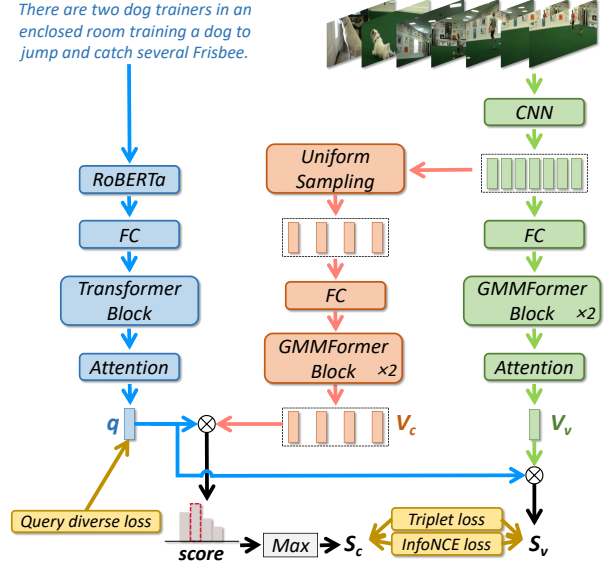 There are two dog trainers in an
enclosed room training a dog to
jump and catch several Frisbee.
CNN
Uniform
Sampling
RoBERTa
FC
FC
Transformer
Block
FC
GMMFormer
Block ×2
GMMFormer
Block ×2
Attention
Attention
q
V_c
V_v
Query diverse loss
Triplet loss
InfoNCE loss
score
Max
S_c
S_v